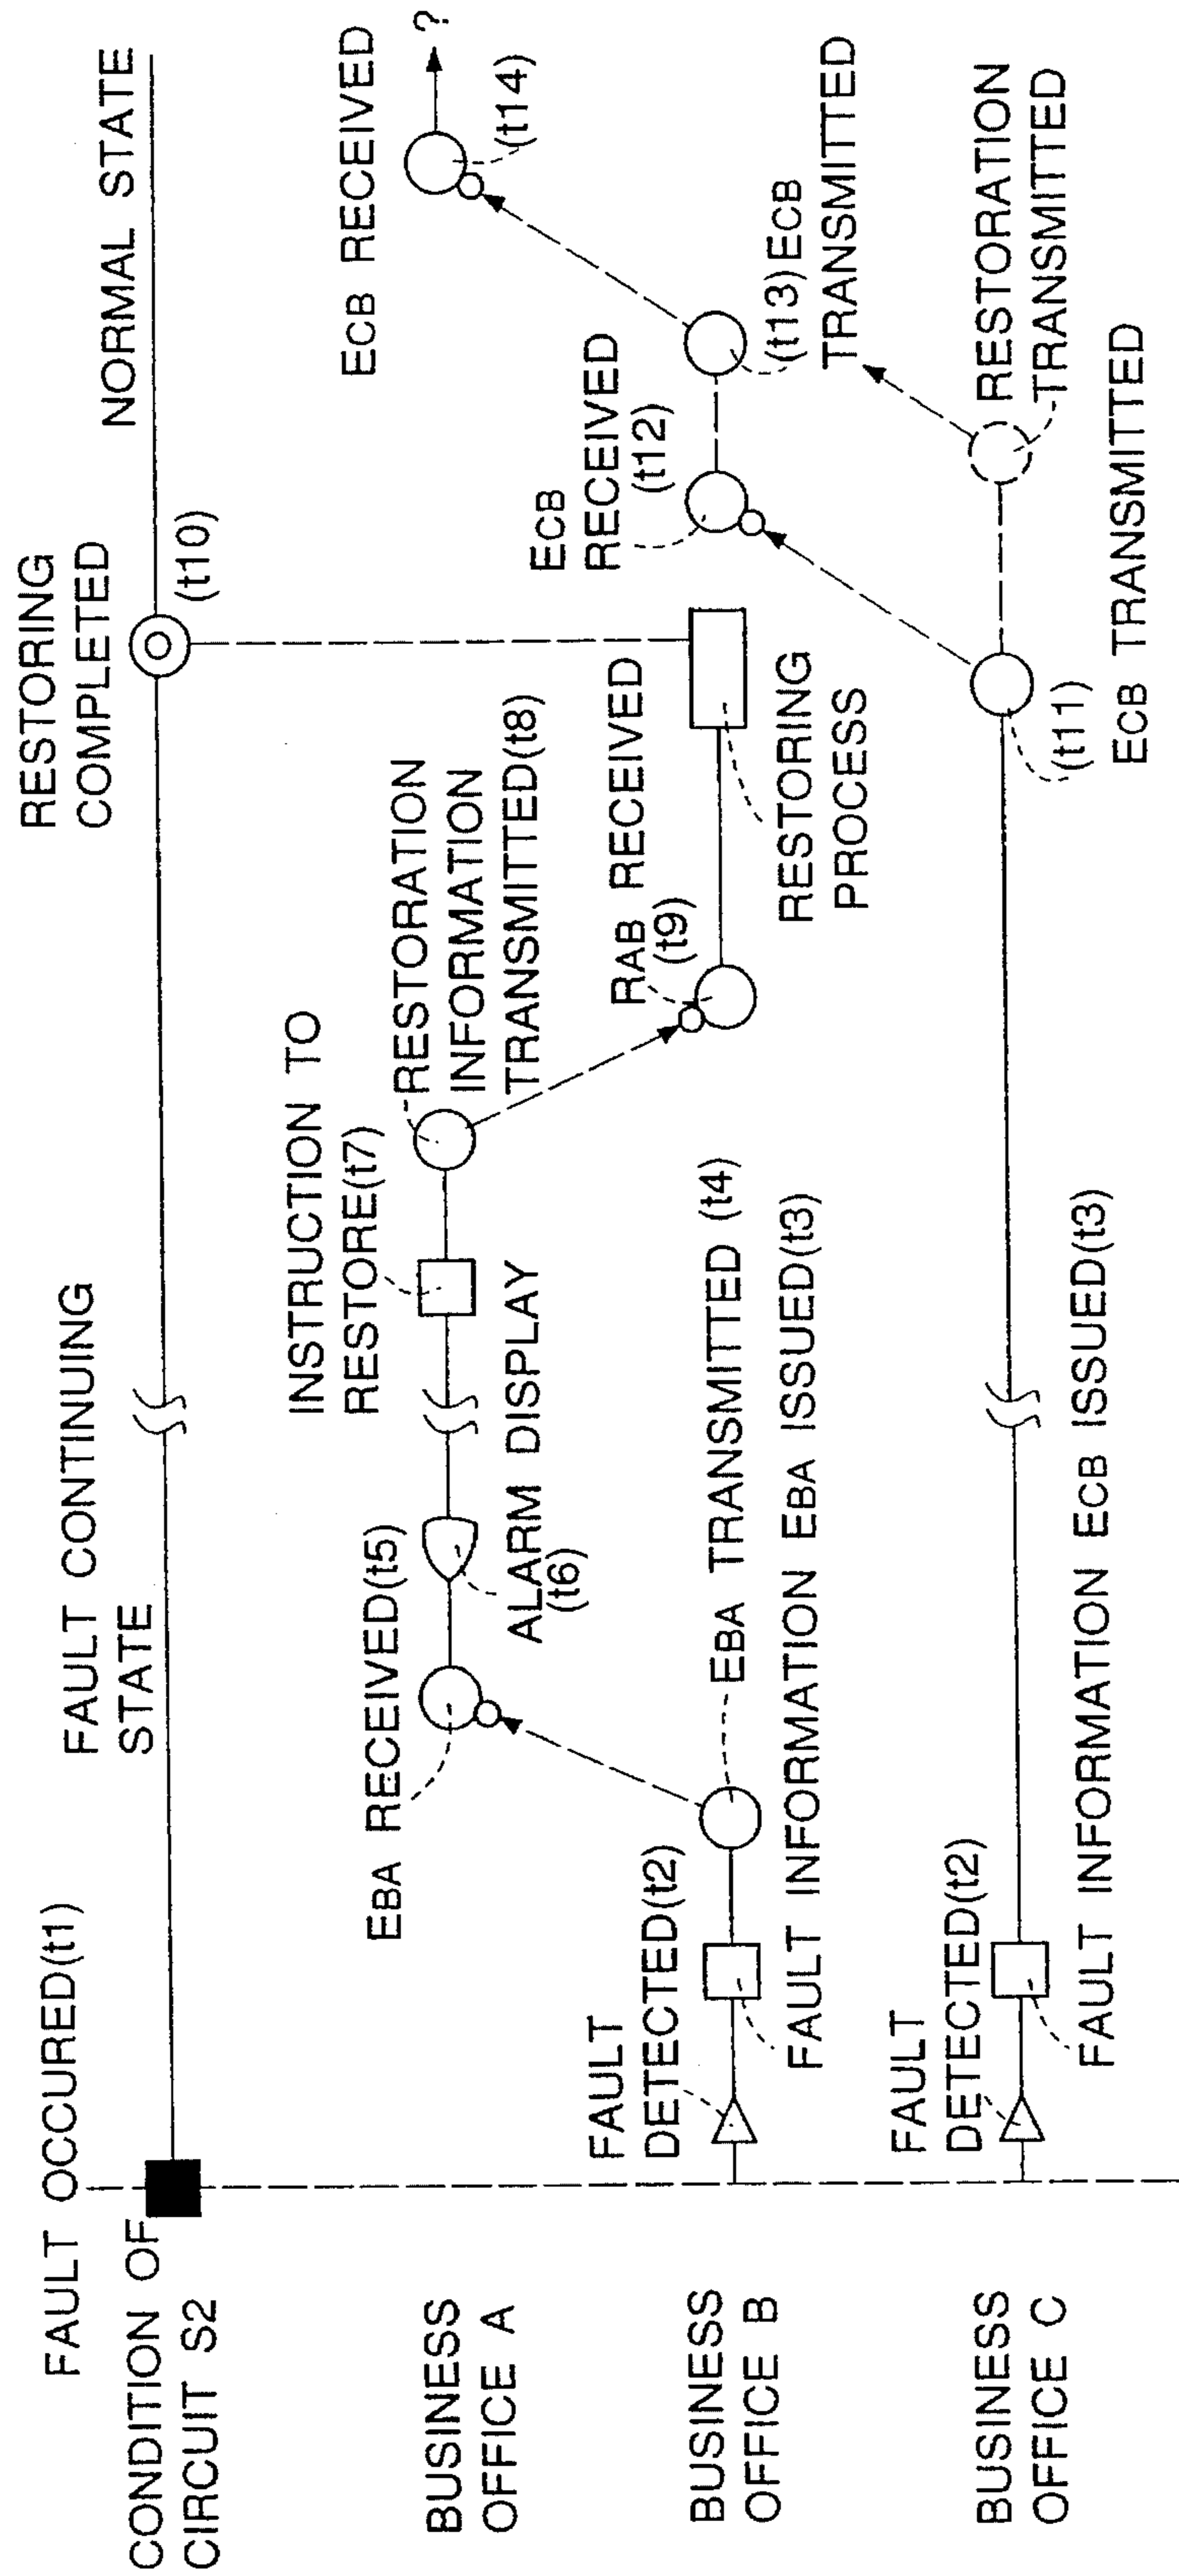 FAULT OCCURED(t1)
FAULT CONTINUING
STATE
RESTORING
COMPLETED
(t10)
NORMAL STATE
CONDITION OF
CIRCUIT S2
BUSINESS
OFFICE A
EBA RECEIVED(t5)
ALARM DISPLAY
(t6)
INSTRUCTION TO
RESTORE(t7)
RESTORATION
INFORMATION
TRANSMITTED(t8)
ECB RECEIVED
(t14)
?
BUSINESS
OFFICE B
FAULT
DETECTED(t2)
FAULT INFORMATION EBA ISSUED(t3)
EBA TRANSMITTED (t4)
RAB RECEIVED
(t9)
RESTORING
PROCESS
ECB
RECEIVED
(t12)
(t13) ECB
TRANSMITTED
BUSINESS
OFFICE C
FAULT
DETECTED(t2)
FAULT INFORMATION ECB ISSUED(t3)
(t11)
ECB TRANSMITTED
RESTORATION
TRANSMITTED